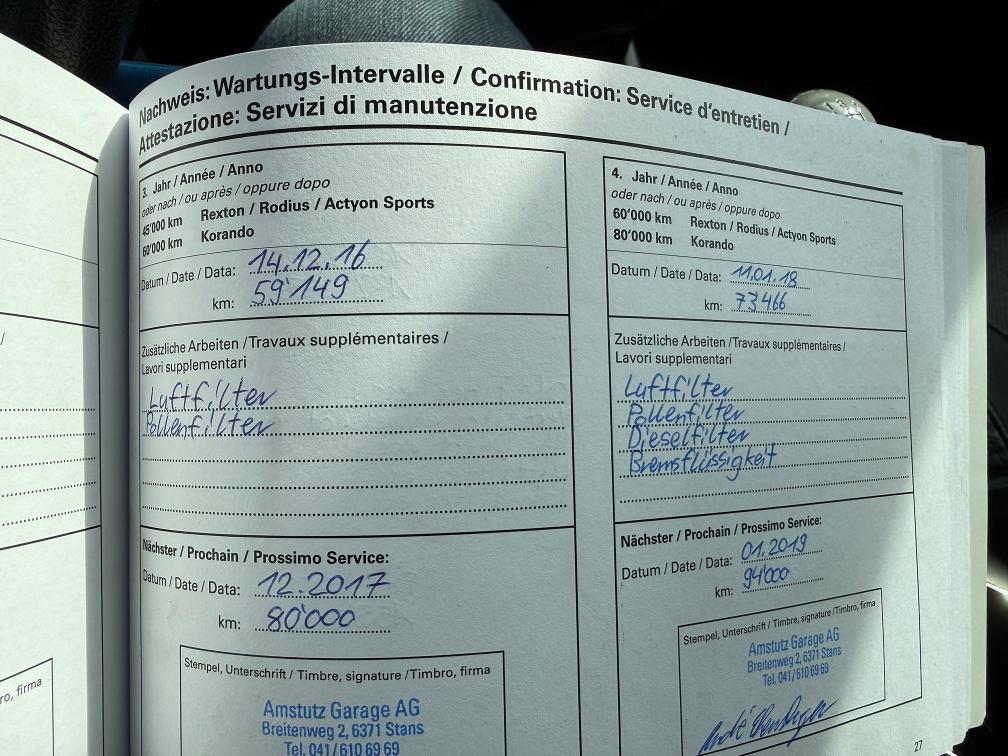 Nachweis: Wartungs-Intervalle / Confirmation: Service d'entretien /
Attestazione: Servizi di manutenzione
3. Jahr / Année / Anno
oder nach / ou après / oppure dopo
45'000 km Rexton / Rodius / Actyon Sports
60'000 km Korando
Datum / Date / Data: 14.12.16
km: 59'149
Zusätzliche Arbeiten / Travaux supplémentaires /
Lavori supplementari
Luftfilter
Pollenfilter
Nächster / Prochain / Prossimo Service:
Datum / Date / Data: 12.2017
km: 80'000
Stempel, Unterschrift / Timbre, signature / Timbro, firma
Amstutz Garage AG
Breitenweg 2, 6371 Stans
Tel. 041/610 69 69
4. Jahr / Année / Anno
oder nach / ou après / oppure dopo
60'000 km Rexton / Rodius / Actyon Sports
80'000 km Korando
Datum / Date / Data: 11.01.18
km: 73466
Zusätzliche Arbeiten / Travaux supplémentaires /
Lavori supplementari
Luftfilter
Pollenfilter
Dieselfilter
Bremsflüssigkeit
Nächster / Prochain / Prossimo Service:
Datum / Date / Data: 01.2019
km: 94'000
Stempel, Unterschrift / Timbre, signature / Timbro, firma
Amstutz Garage AG
Breitenweg 2, 6371 Stans
Tel. 041/610 69 69
27
ro, firma